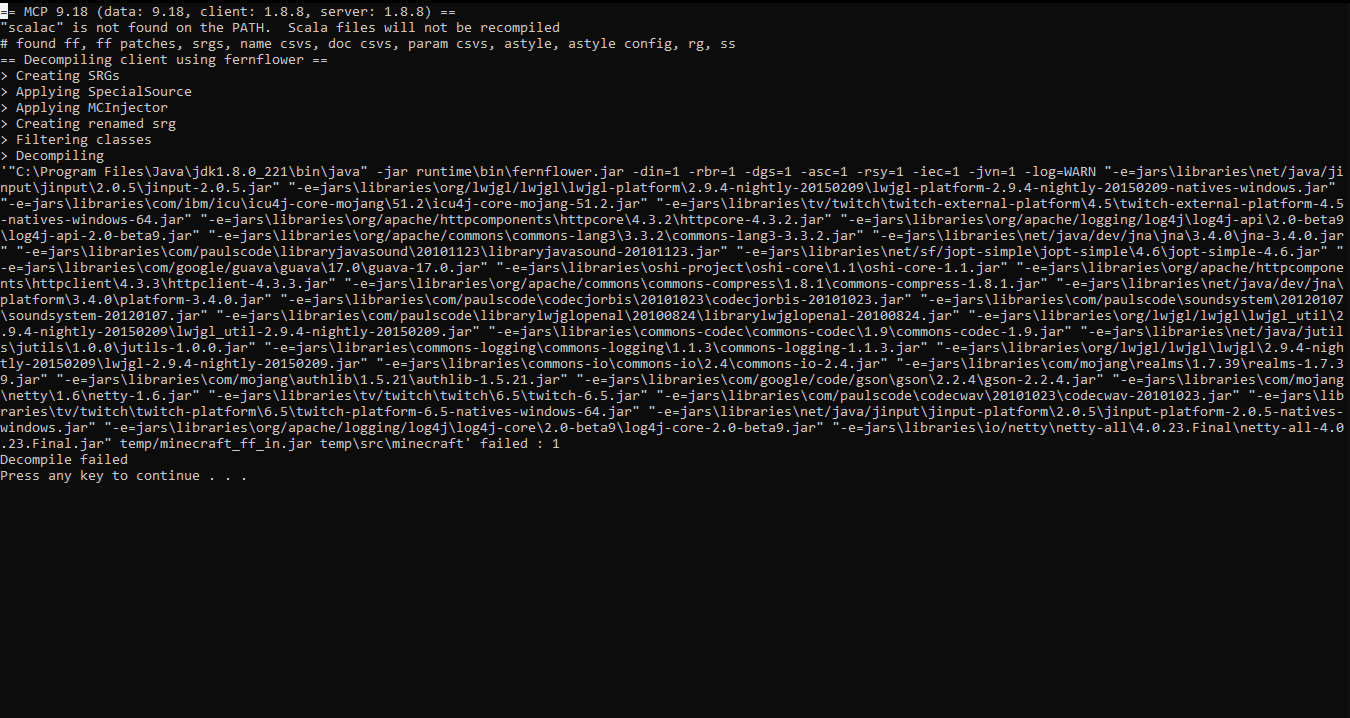 == MCP 9.18 (data: 9.18, client: 1.8.8, server: 1.8.8) ==
"scalac" is not found on the PATH.  Scala files will not be recompiled
# found ff, ff patches, srgs, name csvs, doc csvs, param csvs, astyle, astyle config, rg, ss
== Decompiling client using fernflower ==
> Creating SRGs
> Applying SpecialSource
> Applying MCInjector
> Creating renamed srg
> Filtering classes
> Decompiling
'"C:\Program Files\Java\jdk1.8.0_221\bin\java" -jar runtime\bin\fernflower.jar -din=1 -rbr=1 -dgs=1 -asc=1 -rsy=1 -iec=1 -jvn=1 -log=WARN "-e=jars\libraries\net/java/ji
nput\jinput\2.0.5\jinput-2.0.5.jar" "-e=jars\libraries\org/lwjgl/lwjgl\lwjgl-platform\2.9.4-nightly-20150209\lwjgl-platform-2.9.4-nightly-20150209-natives-windows.jar"
"-e=jars\libraries\com/ibm/icu\icu4j-core-mojang\51.2\icu4j-core-mojang-51.2.jar" "-e=jars\libraries\tv/twitch\twitch-external-platform\4.5\twitch-external-platform-4.5
-natives-windows-64.jar" "-e=jars\libraries\org/apache/httpcomponents\httpcore\4.3.2\httpcore-4.3.2.jar" "-e=jars\libraries\org/apache/logging/log4j\log4j-api\2.0-beta9
\log4j-api-2.0-beta9.jar" "-e=jars\libraries\org/apache/commons\commons-lang3\3.3.2\commons-lang3-3.3.2.jar" "-e=jars\libraries\net/java/dev/jna\jna\3.4.0\jna-3.4.0.jar
" "-e=jars\libraries\com/paulscode\libraryjavasound\20101123\libraryjavasound-20101123.jar" "-e=jars\libraries\net/sf/jopt-simple\jopt-simple\4.6\jopt-simple-4.6.jar" "
-e=jars\libraries\com/google/guava\guava\17.0\guava-17.0.jar" "-e=jars\libraries\oshi-project\oshi-core\1.1\oshi-core-1.1.jar" "-e=jars\libraries\org/apache/httpcompone
nts\httpclient\4.3.3\httpclient-4.3.3.jar" "-e=jars\libraries\org/apache/commons\commons-compress\1.8.1\commons-compress-1.8.1.jar" "-e=jars\libraries\net/java/dev/jna\
platform\3.4.0\platform-3.4.0.jar" "-e=jars\libraries\com/paulscode\codecjorbis\20101023\codecjorbis-20101023.jar" "-e=jars\libraries\com/paulscode\soundsystem\20120107
\soundsystem-20120107.jar" "-e=jars\libraries\com/paulscode\librarylwjglopenal\20100824\librarylwjglopenal-20100824.jar" "-e=jars\libraries\org/lwjgl/lwjgl\lwjgl_util\2
.9.4-nightly-20150209\lwjgl_util-2.9.4-nightly-20150209.jar" "-e=jars\libraries\commons-codec\commons-codec\1.9\commons-codec-1.9.jar" "-e=jars\libraries\net/java/jutil
s\jutils\1.0.0\jutils-1.0.0.jar" "-e=jars\libraries\commons-logging\commons-logging\1.1.3\commons-logging-1.1.3.jar" "-e=jars\libraries\org/lwjgl/lwjgl\lwjgl\2.9.4-nigh
tly-20150209\lwjgl-2.9.4-nightly-20150209.jar" "-e=jars\libraries\commons-io\commons-io\2.4\commons-io-2.4.jar" "-e=jars\libraries\com/mojang\realms\1.7.39\realms-1.7.3
9.jar" "-e=jars\libraries\com/mojang\authlib\1.5.21\authlib-1.5.21.jar" "-e=jars\libraries\com/google/code/gson\gson\2.2.4\gson-2.2.4.jar" "-e=jars\libraries\com/mojang
\netty\1.6\netty-1.6.jar" "-e=jars\libraries\tv/twitch\twitch\6.5\twitch-6.5.jar" "-e=jars\libraries\com/paulscode\codecwav\20101023\codecwav-20101023.jar" "-e=jars\lib
raries\tv/twitch\twitch-platform\6.5\twitch-platform-6.5-natives-windows-64.jar" "-e=jars\libraries\net/java/jinput\jinput-platform\2.0.5\jinput-platform-2.0.5-natives-
windows.jar" "-e=jars\libraries\org/apache/logging/log4j\log4j-core\2.0-beta9\log4j-core-2.0-beta9.jar" "-e=jars\libraries\io/netty\netty-all\4.0.23.Final\netty-all-4.0
.23.Final.jar" temp/minecraft_ff_in.jar temp\src\minecraft' failed : 1
Decompile failed
Press any key to continue . . .